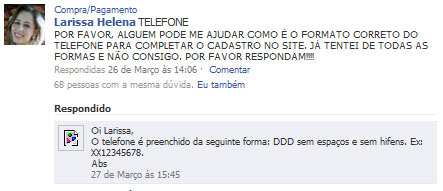 Compra/Pagamento
Larissa Helena TELEFONE
POR FAVOR, ALGUEM PODE ME AJUDAR COMO É O FORMATO CORRETO DO
TELEFONE PARA COMPLETAR O CADASTRO NO SITE. JÁ TENTEI DE TODAS AS
FORMAS E NÃO CONSIGO. POR FAVOR RESPONDAM!!!!
Respondidas 26 de Março às 14:06 · Comentar
68 pessoas com a mesma dúvida. Eu também
Respondido
Oi Larissa,
O telefone é preenchido da seguinte forma: DDD sem espaços e sem hifens. Ex:
XX12345678.
Abs
27 de Março às 15:45